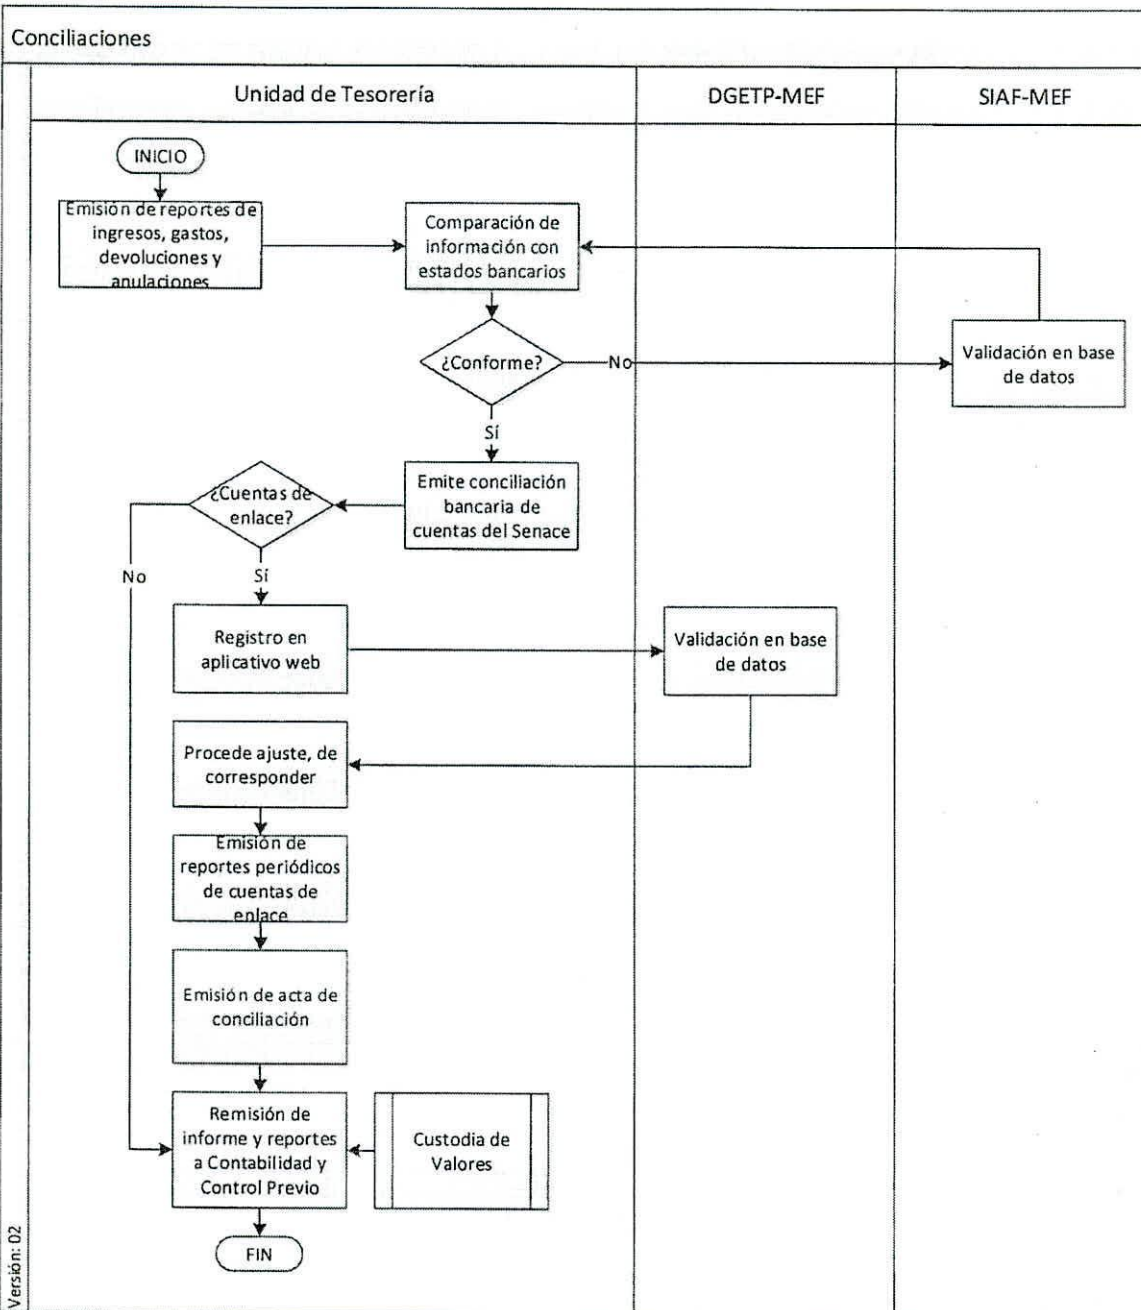 Conciliaciones
Unidad de Tesorería
DGETP-MEF
SIAF-MEF
INICIO
Emisión de reportes de
ingresos, gastos,
devoluciones y
anulaciones
Comparación de
información con
estados bancarios
¿Conforme?
No
Validación en base
de datos
Sí
¿Cuentas de
enlace?
Emite conciliación
bancaria de
cuentas del Senace
No
Sí
Registro en
aplicativo web
Validación en base
de datos
Procede ajuste, de
corresponder
Emisión de
reportes periódicos
de cuentas de
enlace
Emisión de acta de
conciliación
Remisión de
informe y reportes
a Contabilidad y
Control Previo
Custodia de
Valores
FIN
Versión: 02